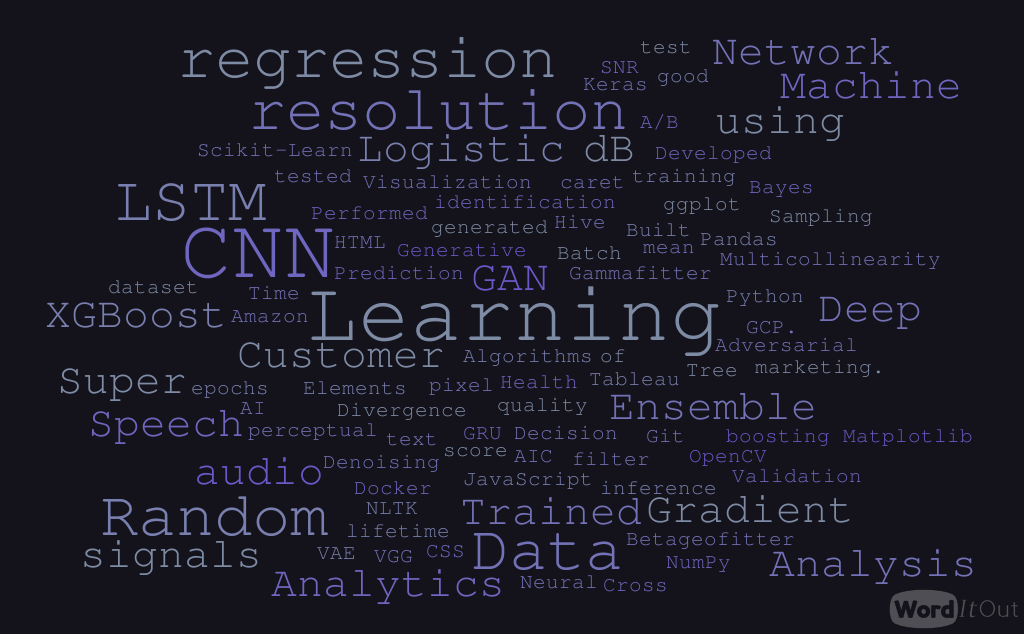 regression
test
Network
SNR
Keras
good
Machine
resolution
A/B
using
Scikit-Learn
Logistic
dB
Developed
tested
Visualization
caret
training
Bayes
LSTM
Performed
identification
ggplot
Sampling
CNN
HTML
generated
Hive
Built
Pandas
Generative
Batch
mean
Multicollinearity
Prediction
GAN
Gammafitter
dataset
Time
Learning
Python
Deep
XGBoost
Amazon
GCP.
Adversarial
Customer
Algorithms
of
Tree
marketing.
Super
epochs
Elements
pixel
Health
Tableau
AI
Divergence
quality
Ensemble
Speech
perceptual
text
GRU
Decision
Git
boosting
Matplotlib
score
AIC
filter
OpenCV
audio
Denoising
JavaScript
inference
Validation
Docker
Random
NLTK
Trained
Gradient
lifetime
signals
VAE
VGG
CSS
Data
Betageofitter
NumPy
Analysis
Analytics
Neural
Cross
WordItOut